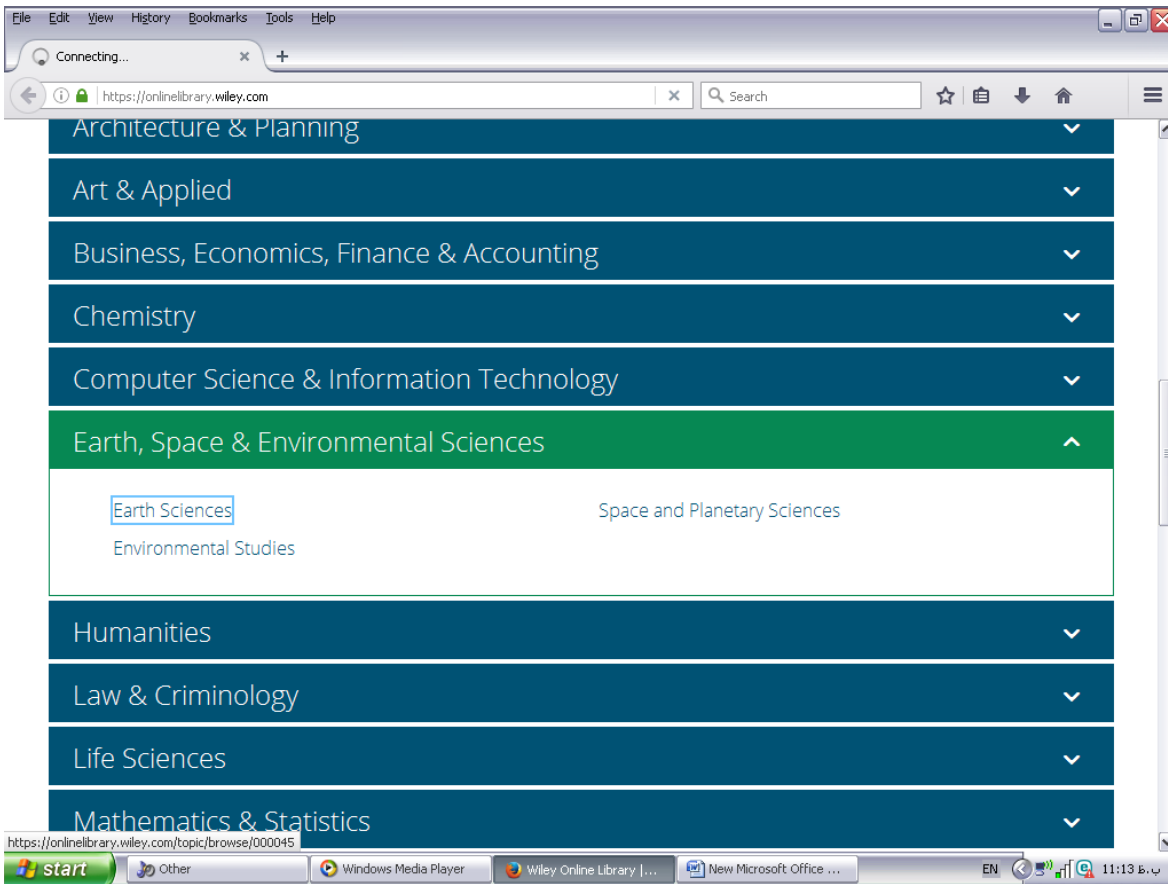 File Edit View History Bookmarks Tools Help
Connecting...
https://onlinelibrary.wiley.com Search
Architecture & Planning
Art & Applied
Business, Economics, Finance & Accounting
Chemistry
Computer Science & Information Technology
Earth, Space & Environmental Sciences
Earth Sciences Space and Planetary Sciences
Environmental Studies
Humanities
Law & Criminology
Life Sciences
Mathematics & Statistics
https://onlinelibrary.wiley.com/topic/browse/000045
start Other Windows Media Player Wiley Online Library |... New Microsoft Office ... EN 11:13 ب.ظ